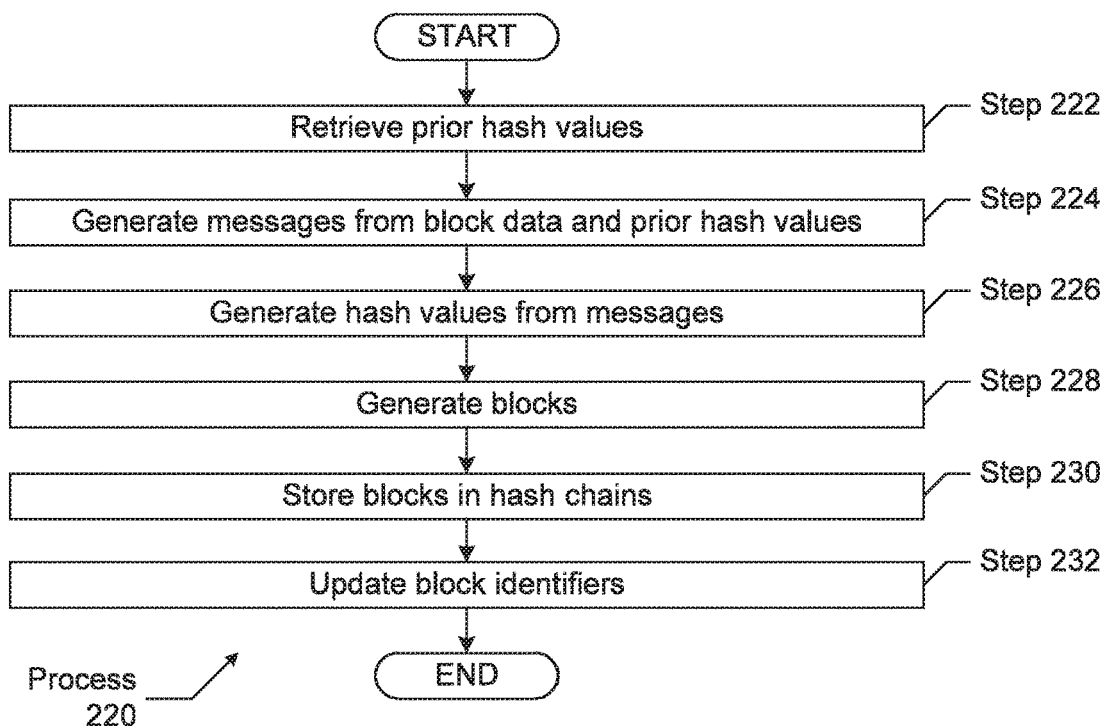 START
Retrieve prior hash values
Step 222
Generate messages from block data and prior hash values
Step 224
Generate hash values from messages
Step 226
Generate blocks
Step 228
Store blocks in hash chains
Step 230
Update block identifiers
Step 232
END
Process
220